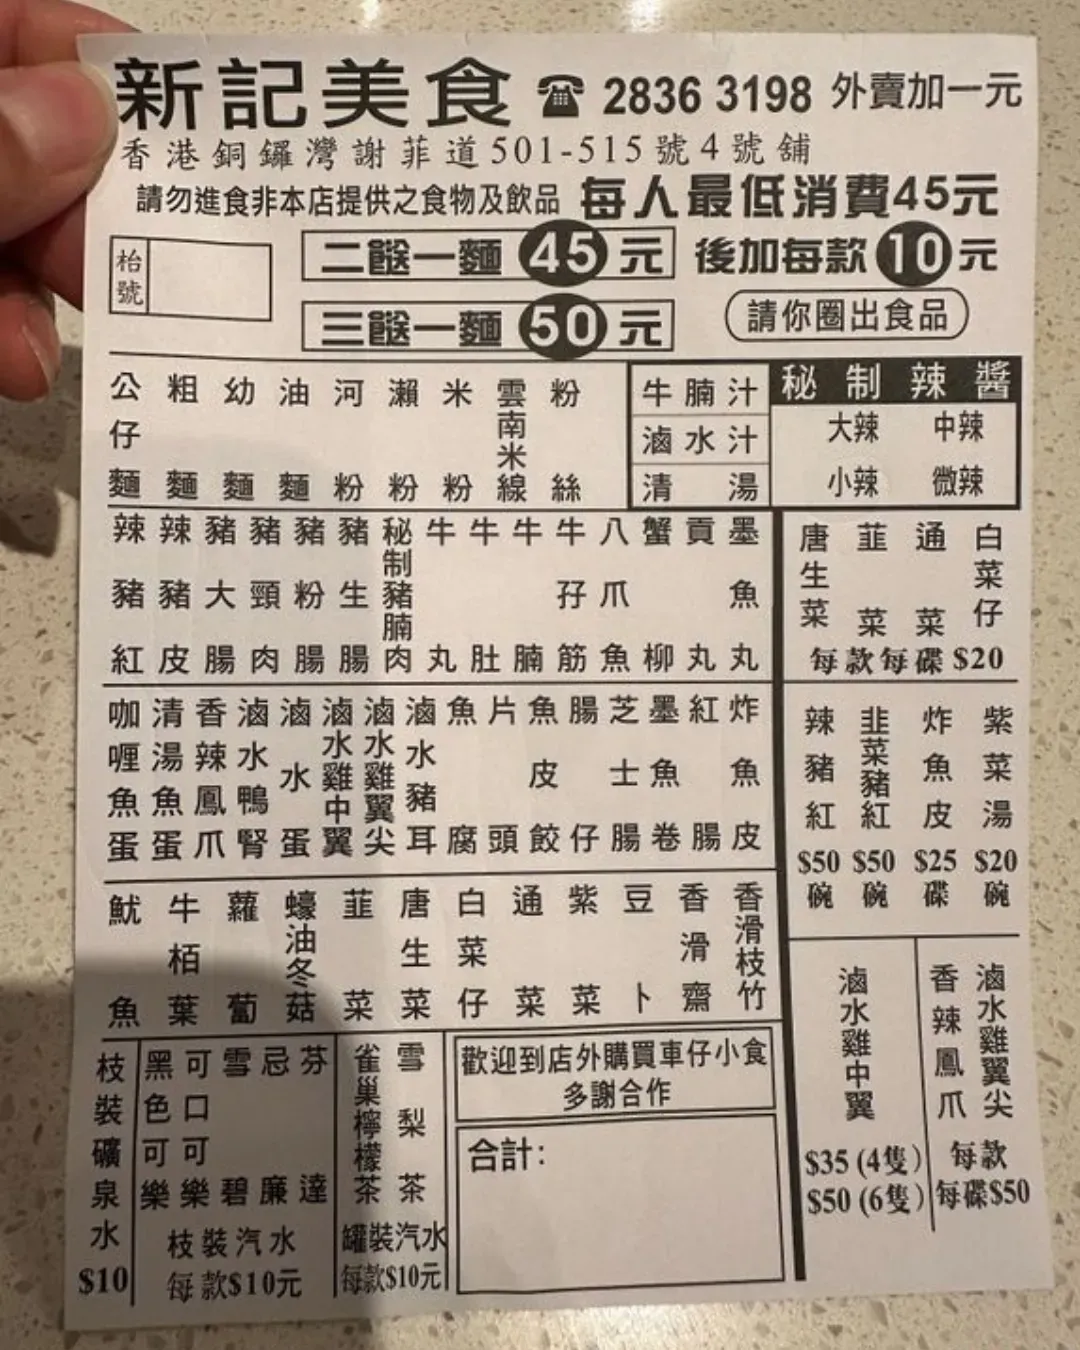 新記美食 ☎ 2836 3198 外賣加一元
香港銅鑼灣謝菲道501-515號4號舖
請勿進食非本店提供之食物及飲品 每人最低消費45元
枱號
二餸一麵 45 元 後加每款 10 元
三餸一麵 50 元
請你圈出食品
公仔麵 粗麵 幼麵 油麵 河粉 瀨粉 米粉 雲南米線 粉絲
牛腩汁
滷水汁
清湯
秘制辣醬
大辣 中辣
小辣 微辣
辣豬紅 辣豬皮 豬大腸 豬頸肉 豬粉腸 豬生腸 秘制豬腩肉 牛丸 牛肚 牛腩 牛孖筋 八爪魚 蟹柳 貢丸 墨魚丸
唐生菜 韮菜 通菜 白菜仔
每款每碟$20
咖喱魚蛋 清湯魚蛋 香辣鳳爪 滷水鴨腎 滷水蛋 滷水雞中翼 滷水雞翼尖 滷水豬耳 魚腐 片頭 魚皮餃 腸仔 芝士腸 墨魚卷 紅腸 炸魚皮
辣豬紅 韮菜豬紅 炸魚皮 紫菜湯
$50 $50 $25 $20
碗 碗 碟 碗
魷魚 牛栢葉 蘿蔔 蠔油冬菇 韮菜 唐生菜 白菜仔 通菜 紫菜 豆卜 香滑齋 香滑枝竹
滷水雞中翼
$35 (4隻)
$50 (6隻)
香辣鳳爪 滷水雞翼尖
每款
每碟$50
枝裝礦泉水
$10
黑色可樂 可口可樂 雪碧 忌廉 芬達
枝裝汽水
每款$10元
雀巢檸檬茶 雪梨茶
罐裝汽水
每款$10元
歡迎到店外購買車仔小食
多謝合作
合計：